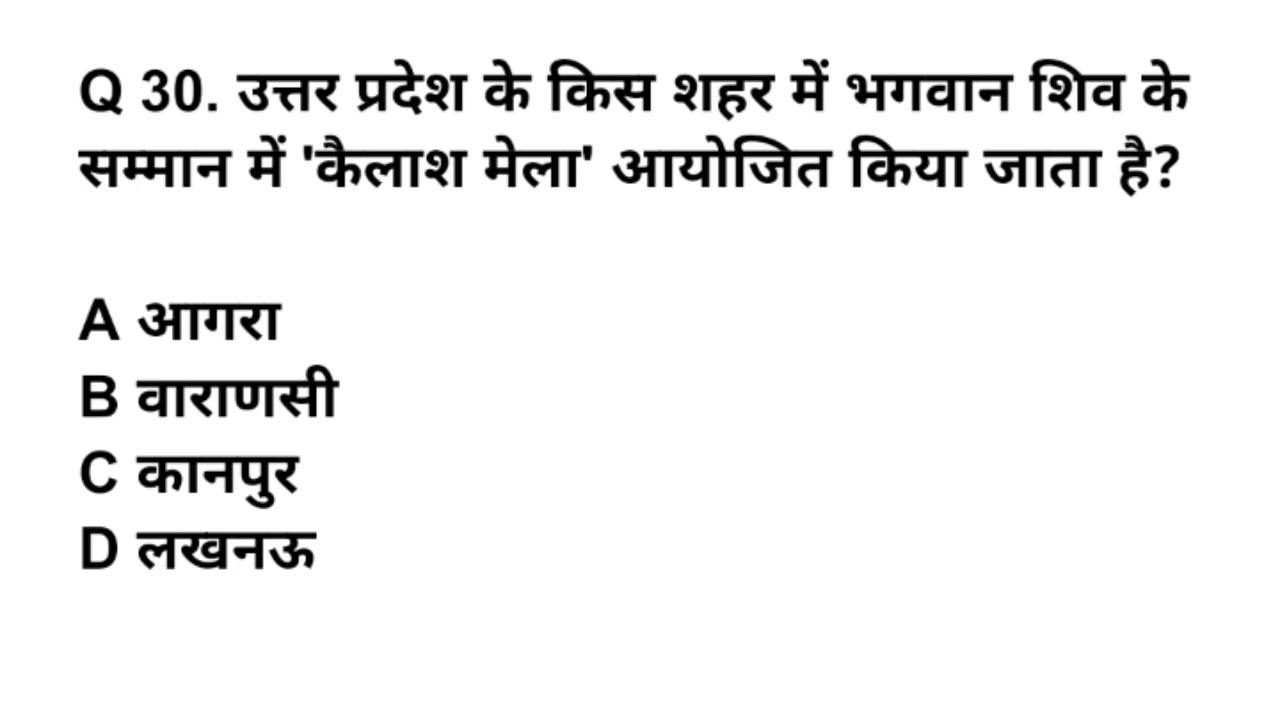 Q 30. उत्तर प्रदेश के किस शहर में भगवान शिव के
सम्मान में 'कैलाश मेला' आयोजित किया जाता है?
A आगरा
B वाराणसी
C कानपुर
D लखनऊ